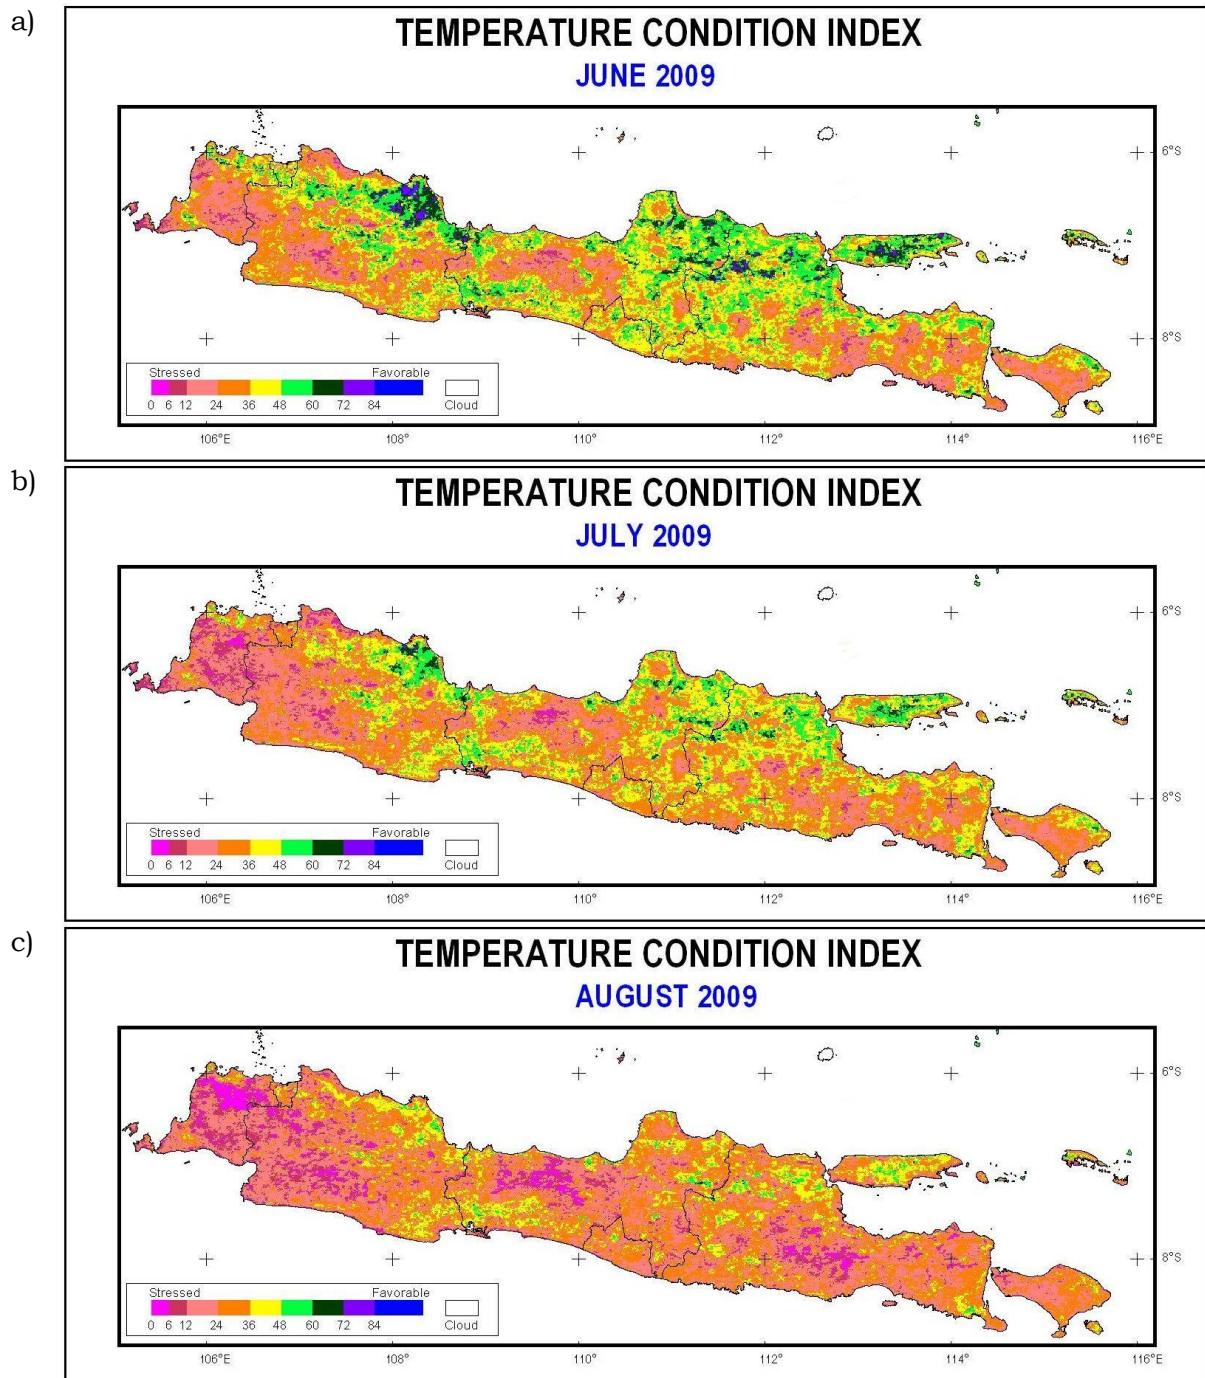 a)
TEMPERATURE CONDITION INDEX
JUNE 2009
6°S
8°S
Stressed Favorable
0 6 12 24 36 48 60 72 84 Cloud
106°E 108° 110° 112° 114° 116°E
b)
TEMPERATURE CONDITION INDEX
JULY 2009
6°S
8°S
Stressed Favorable
0 6 12 24 36 48 60 72 84 Cloud
106°E 108° 110° 112° 114° 116°E
c)
TEMPERATURE CONDITION INDEX
AUGUST 2009
6°S
8°S
Stressed Favorable
0 6 12 24 36 48 60 72 84 Cloud
106°E 108° 110° 112° 114° 116°E